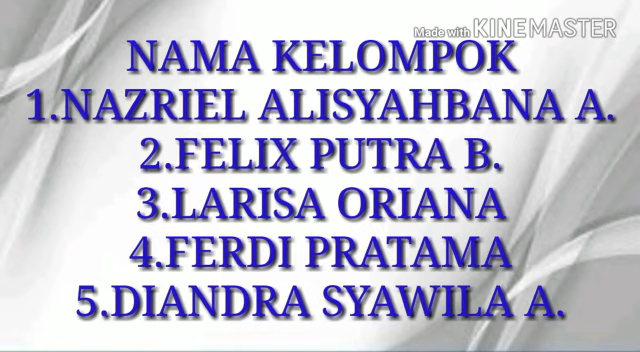 Made with KINEMASTER
NAMA KELOMPOK
1.NAZRIEL ALISYAHBANA A.
2.FELIX PUTRA B.
3.LARISA ORIANA
4.FERDI PRATAMA
5.DIANDRA SYAWILA A.